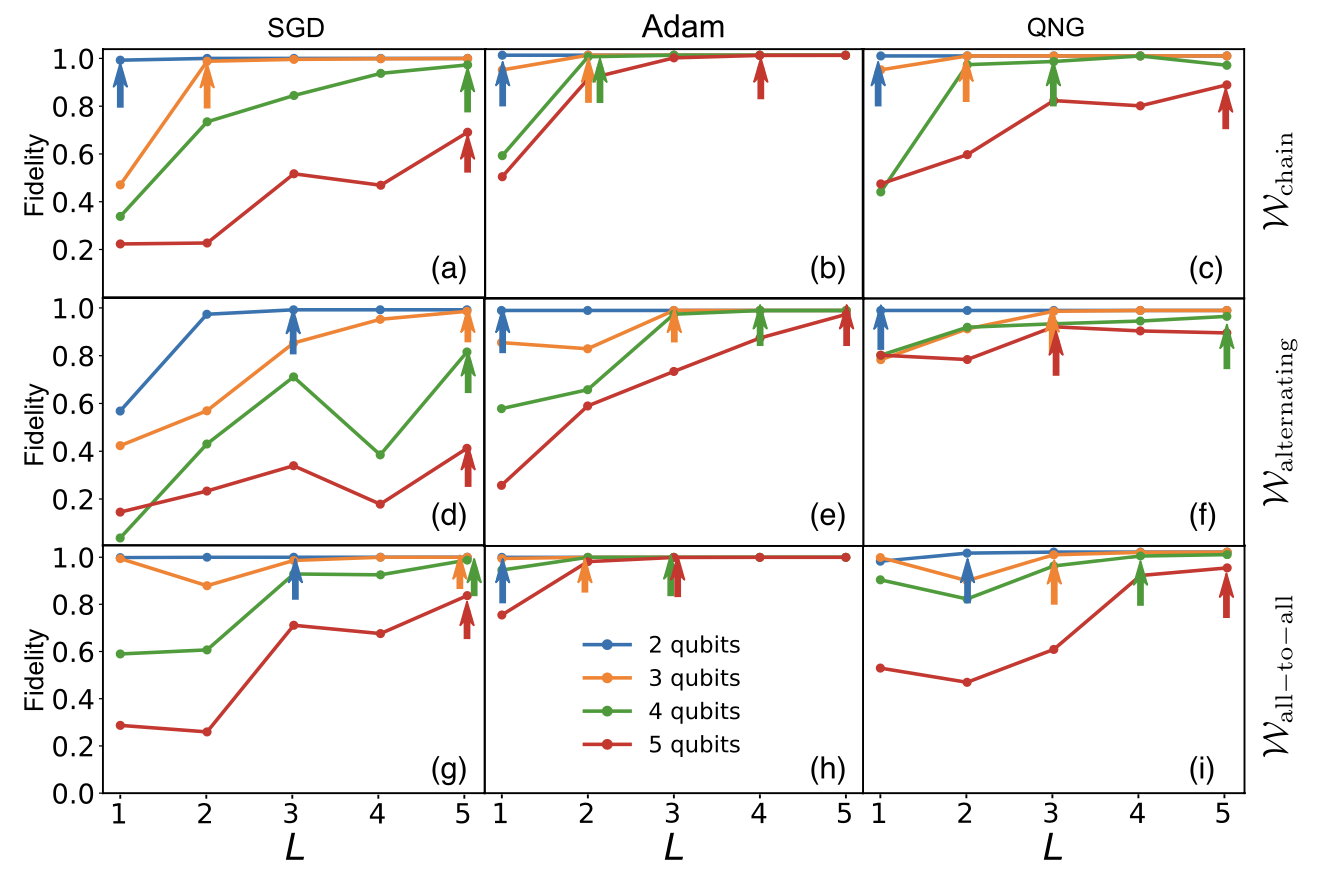 SGD
Adam
QNG
1.0
0.8
0.6
0.4
0.2
Fidelity
(a)
(b)
(c)
𝒲chain
1.0
0.8
0.6
0.4
0.2
Fidelity
(d)
(e)
(f)
𝒲alternating
1.0
0.8
0.6
0.4
0.2
0.0
Fidelity
2 qubits
3 qubits
4 qubits
5 qubits
(g)
(h)
(i)
𝒲all−to−all
1 2 3 4 5
1 2 3 4 5
1 2 3 4 5
L
L
L